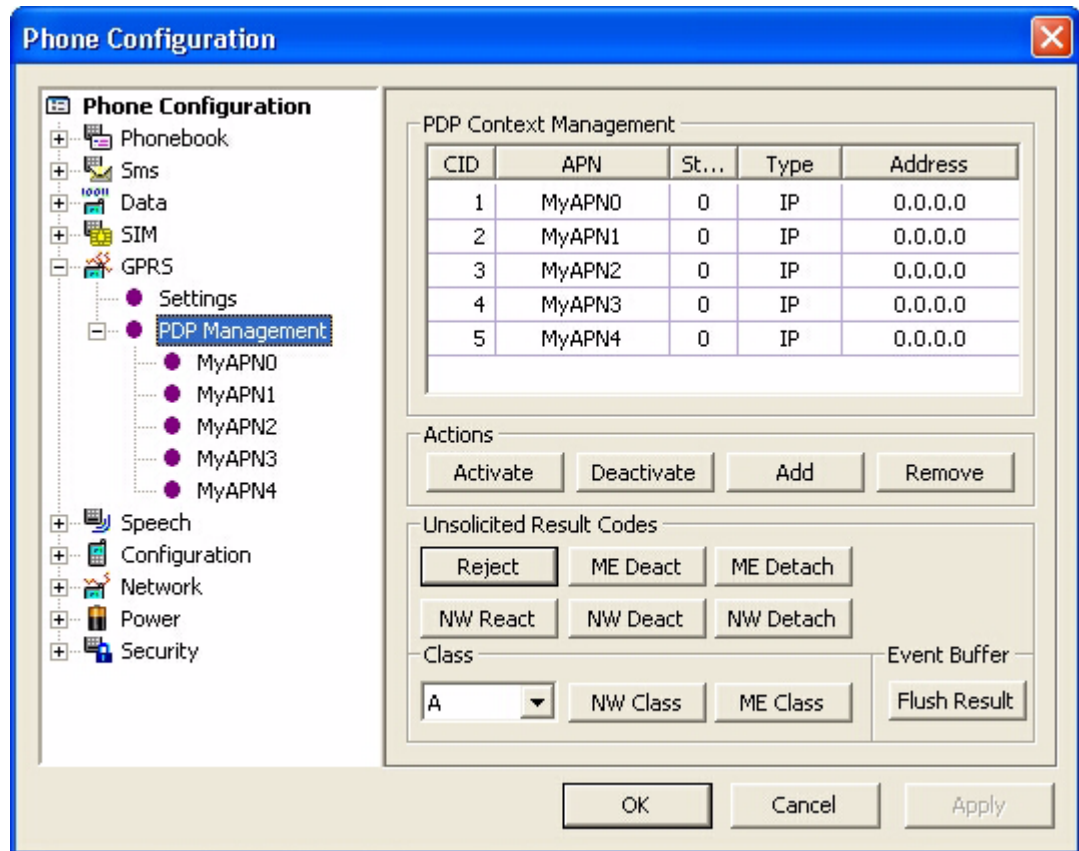 Phone Configuration
Phone Configuration
Phonebook
Sms
Data
SIM
GPRS
Settings
PDP Management
MyAPN0
MyAPN1
MyAPN2
MyAPN3
MyAPN4
Speech
Configuration
Network
Power
Security
PDP Context Management
CID APN St... Type Address
1 MyAPN0 0 IP 0.0.0.0
2 MyAPN1 0 IP 0.0.0.0
3 MyAPN2 0 IP 0.0.0.0
4 MyAPN3 0 IP 0.0.0.0
5 MyAPN4 0 IP 0.0.0.0
Actions
Activate Deactivate Add Remove
Unsolicited Result Codes
Reject ME Deact ME Detach
NW React NW Deact NW Detach
Class Event Buffer
A NW Class ME Class Flush Result
OK Cancel Apply